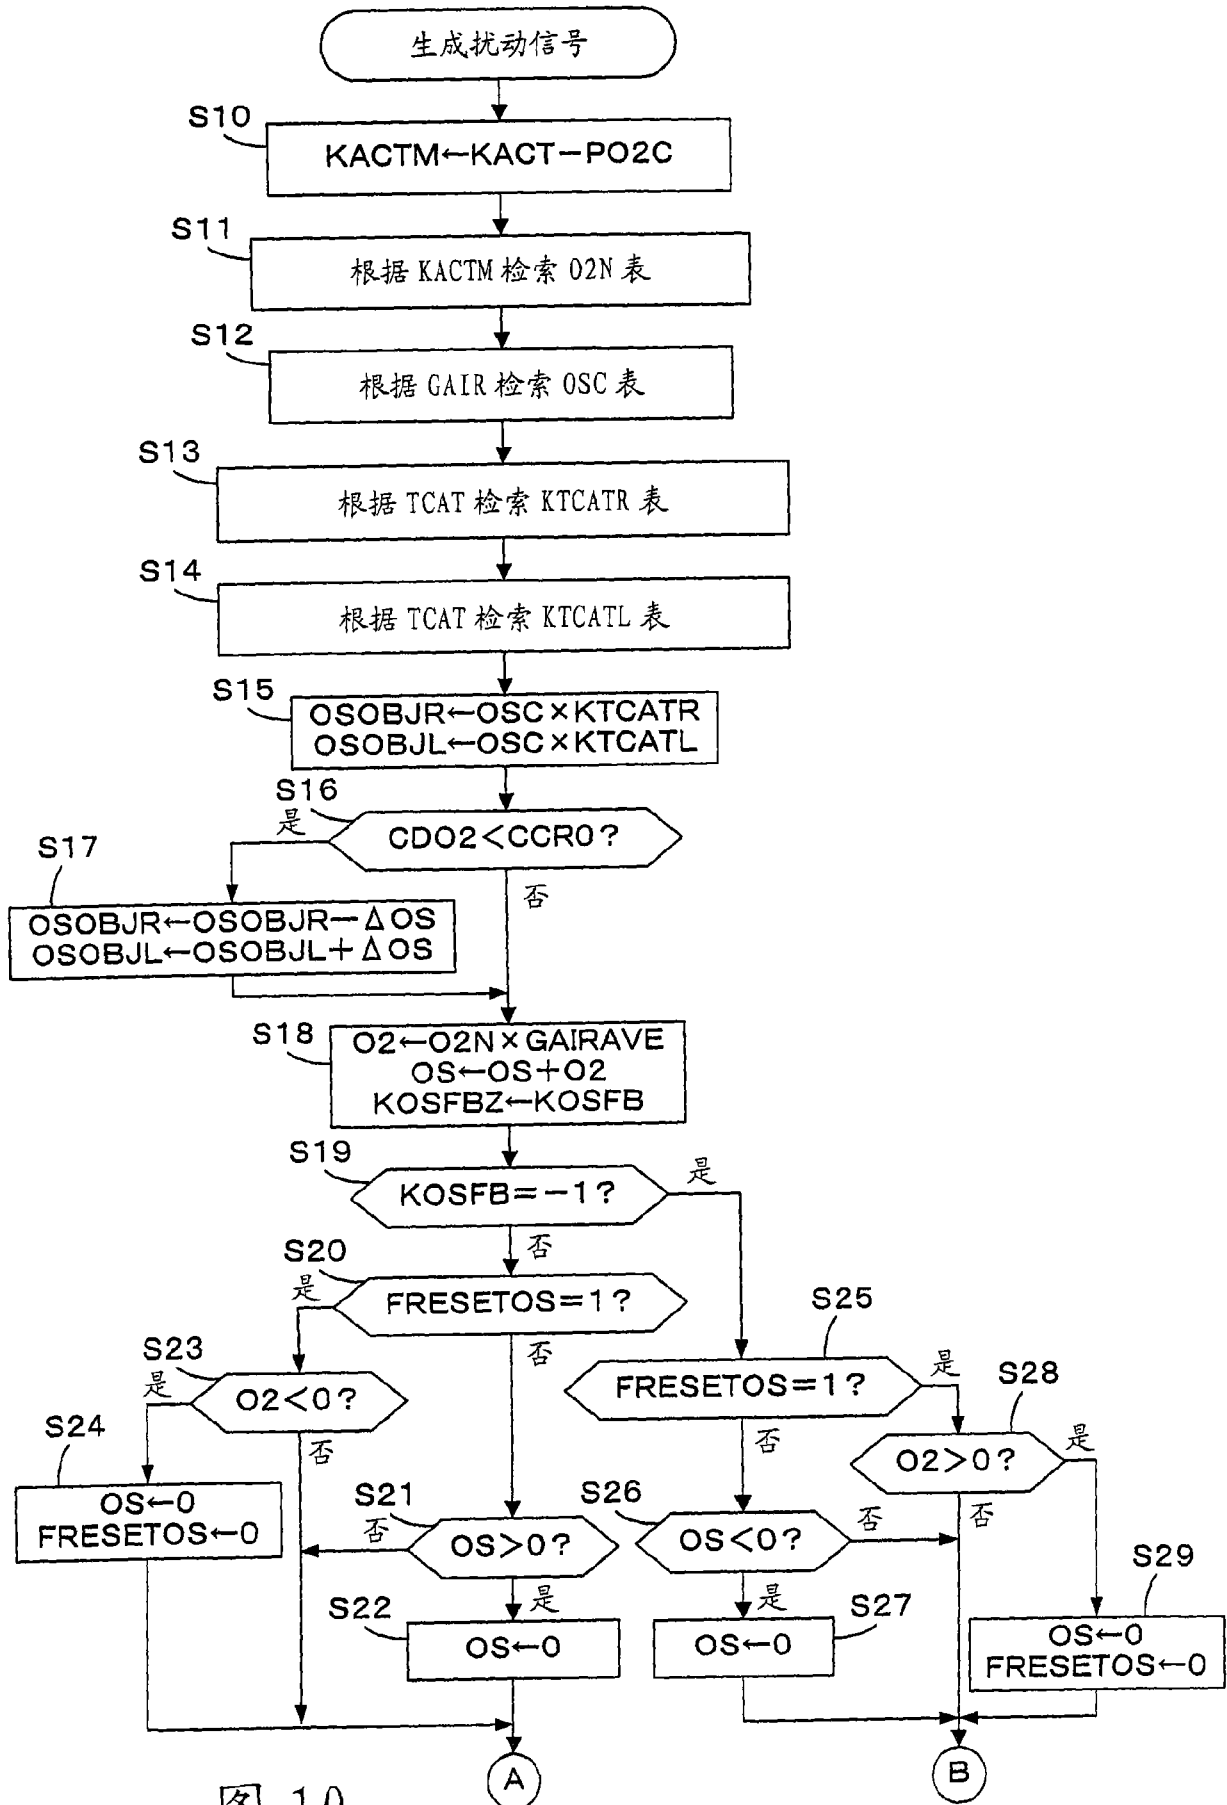 生成扰动信号
S10
KACTM←KACT-PO2C
S11
根据 KACTM 检索 O2N 表
S12
根据 GAIR 检索 OSC 表
S13
根据 TCAT 检索 KTCATR 表
S14
根据 TCAT 检索 KTCATL 表
S15
OSOBJR←OSC×KTCATR
OSOBJL←OSC×KTCATL
S16
CDO2<CCR0?
是
否
S17
OSOBJR←OSOBJR-ΔOS
OSOBJL←OSOBJL+ΔOS
S18
O2←O2N×GAIRAVE
OS←OS+O2
KOSFBZ←KOSFB
S19
KOSFB=-1?
是
否
S20
FRESETOS=1?
是
否
S25
FRESETOS=1?
是
否
S23
O2<0?
是
否
S28
O2>0?
是
否
S24
OS←0
FRESETOS←0
S21
OS>0?
否
是
S26
OS<0?
否
是
S22
OS←0
S27
OS←0
S29
OS←0
FRESETOS←0
A
B
图 10